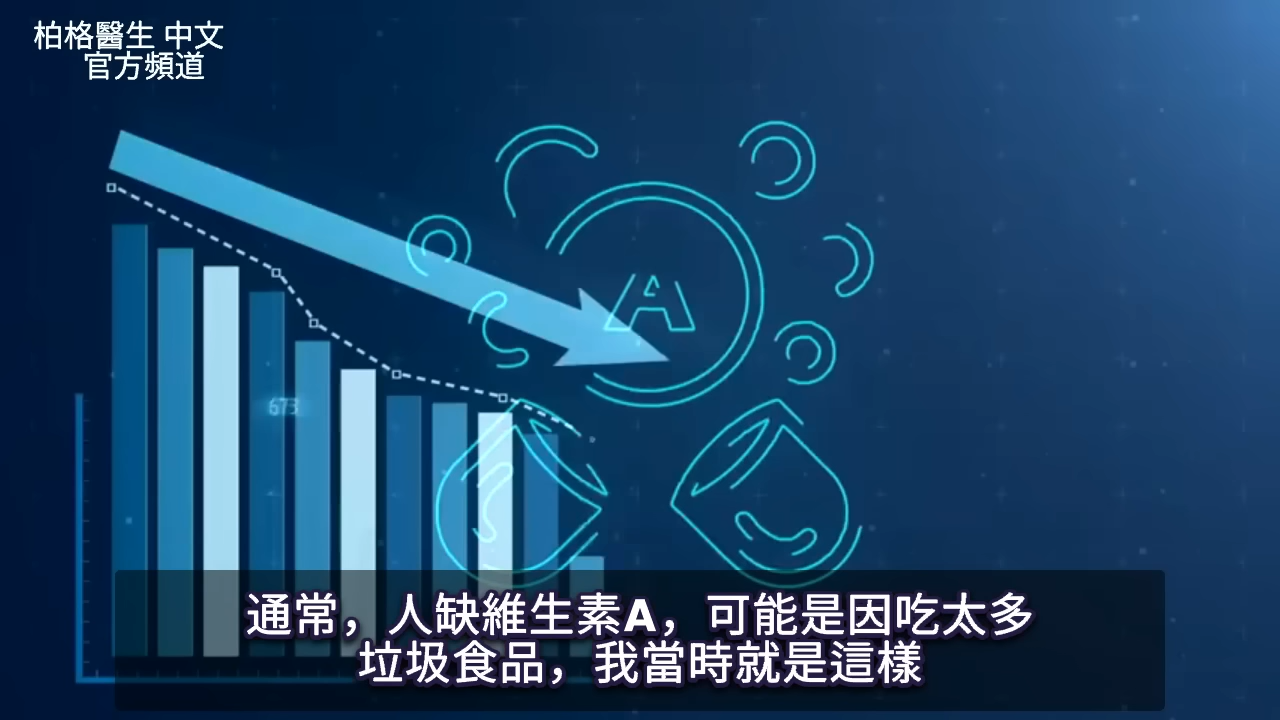 柏格醫生 中文
官方頻道
A
673
通常，人缺維生素A，可能是因吃太多
垃圾食品，我當時就是這樣